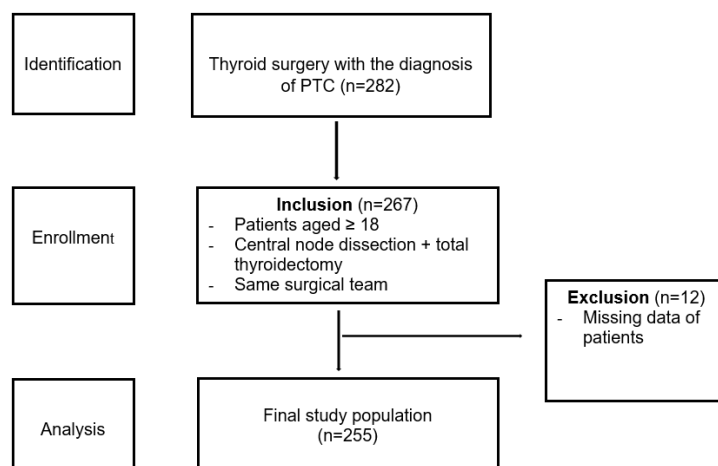 Identification
Thyroid surgery with the diagnosis
of PTC (n=282)
Enrollment
Inclusion (n=267)
- Patients aged ≥ 18
- Central node dissection + total
thyroidectomy
- Same surgical team
Exclusion (n=12)
- Missing data of
patients
Analysis
Final study population
(n=255)